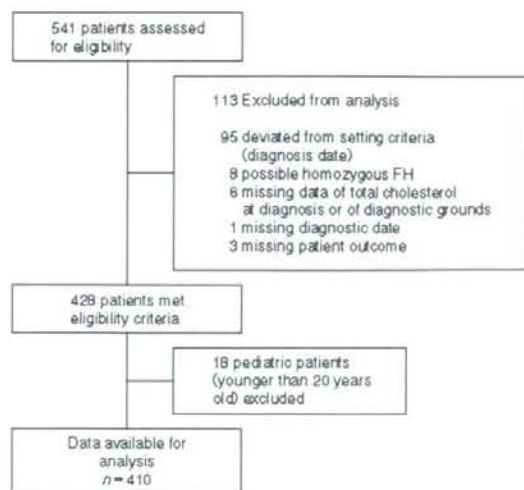 541 patients assessed
for eligibility
113 Excluded from analysis
95 deviated from setting criteria
(diagnosis date)
8 possible homozygous FH
6 missing data of total cholesterol
at diagnosis or of diagnostic grounds
1 missing diagnostic date
3 missing patient outcome
428 patients met
eligibility criteria
18 pediatric patients
(younger than 20 years
old) excluded
Data available for
analysis
n=410